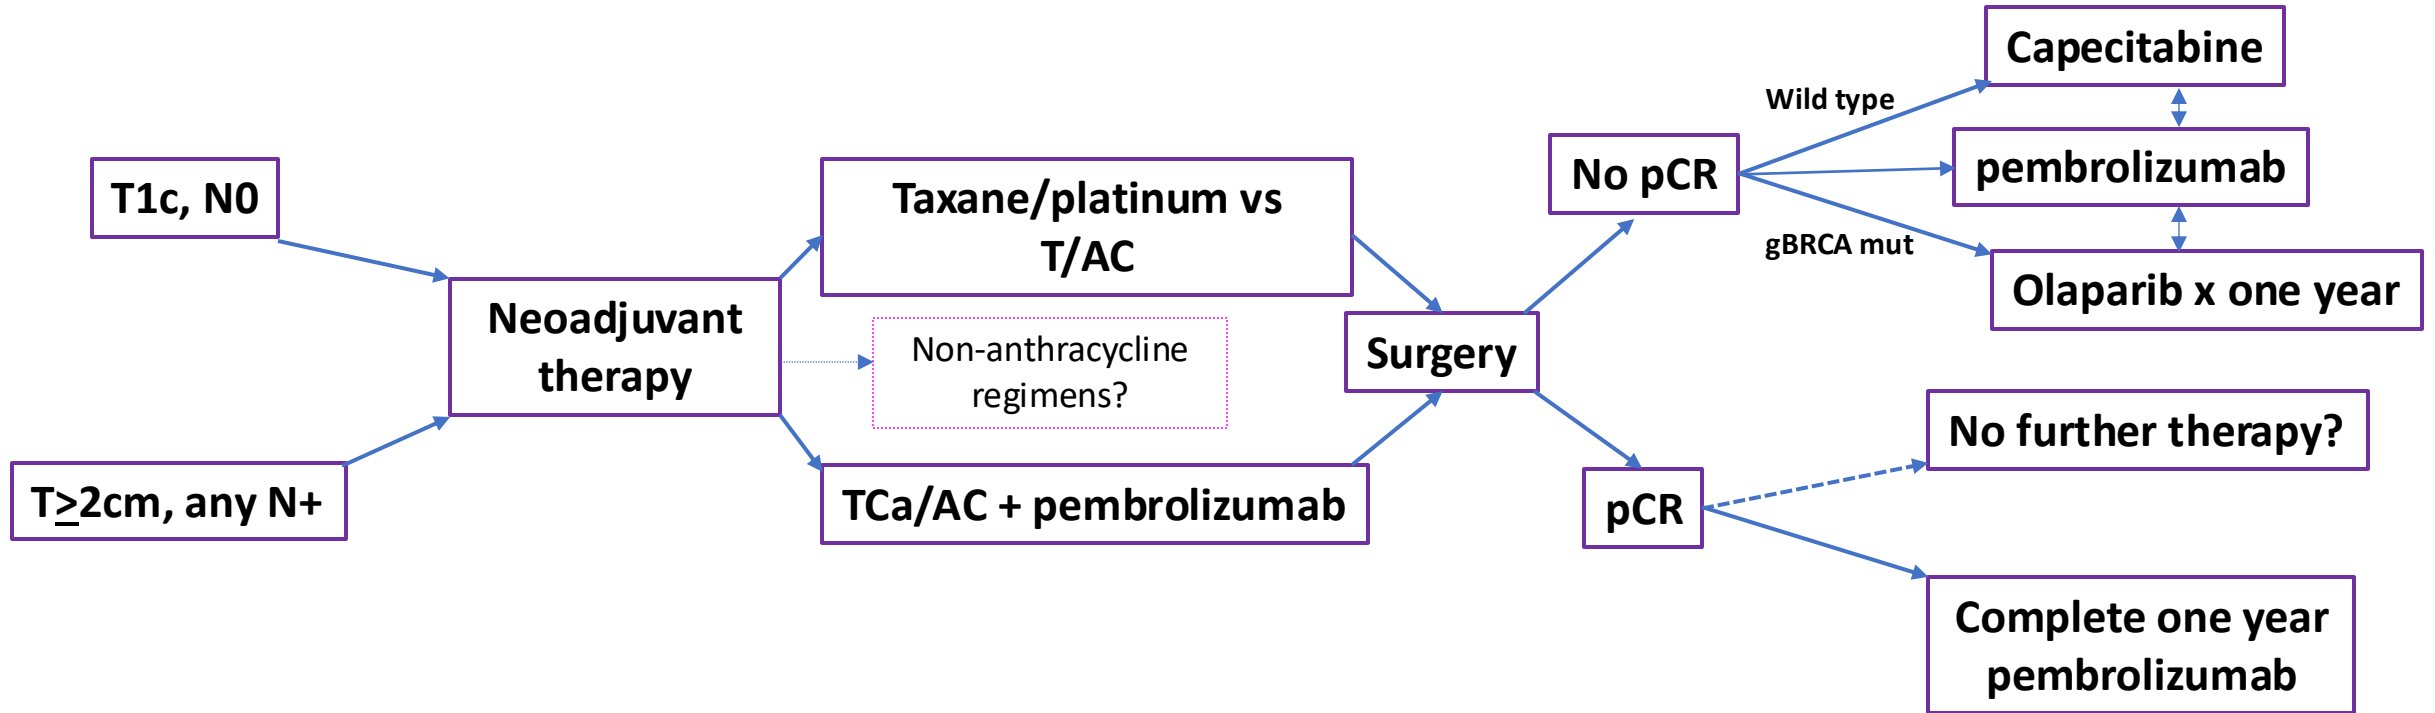 T1c, N0
T≥2cm, any N+
Neoadjuvant
therapy
Taxane/platinum vs
T/AC
Non-anthracycline
regimens?
TCa/AC + pembrolizumab
Surgery
No pCR
pCR
Wild type
gBRCA mut
Capecitabine
pembrolizumab
Olaparib x one year
No further therapy?
Complete one year
pembrolizumab